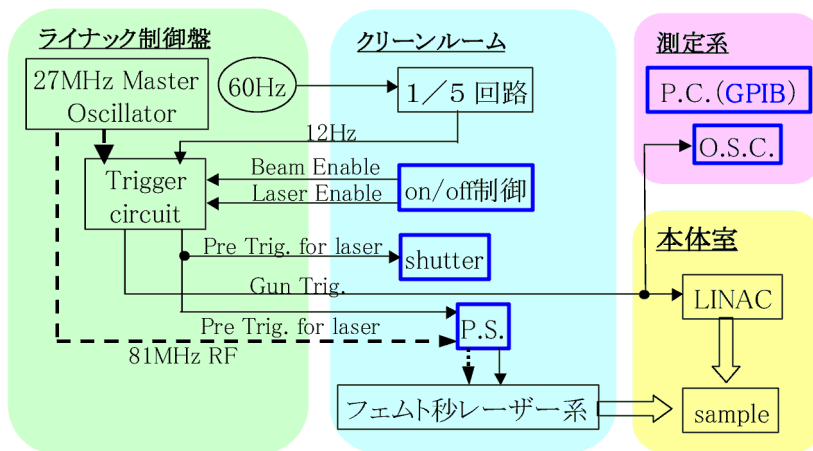 ライナック制御盤
27MHz Master
Oscillator
Trigger
circuit
クリーンルーム
60Hz
1/5 回路
12Hz
Beam Enable
Laser Enable
on/off制御
Pre Trig. for laser
shutter
Gun Trig.
Pre Trig. for laser
P.S.
81MHz RF
フェムト秒レーザー系
測定系
P.C.(GPIB)
O.S.C.
本体室
LINAC
sample